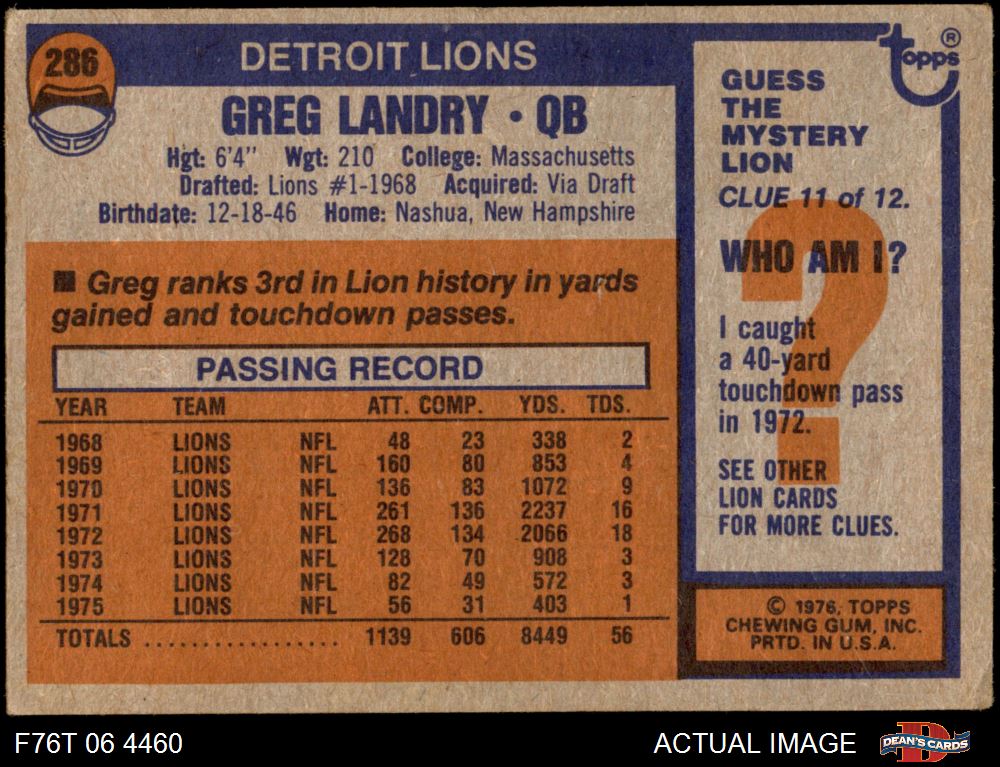 286
DETROIT LIONS
GREG LANDRY • QB
Hgt: 6'4" Wgt: 210 College: Massachusetts
Drafted: Lions #1-1968 Acquired: Via Draft
Birthdate: 12-18-46 Home: Nashua, New Hampshire
■ Greg ranks 3rd in Lion history in yards
gained and touchdown passes.
PASSING RECORD
YEAR TEAM ATT. COMP. YDS. TDS.
1968 LIONS NFL 48 23 338 2
1969 LIONS NFL 160 80 853 4
1970 LIONS NFL 136 83 1072 9
1971 LIONS NFL 261 136 2237 16
1972 LIONS NFL 268 134 2066 18
1973 LIONS NFL 128 70 908 3
1974 LIONS NFL 82 49 572 3
1975 LIONS NFL 56 31 403 1
TOTALS .................. 1139 606 8449 56
topps ®
GUESS
THE
MYSTERY
LION
CLUE 11 of 12.
WHO AM I?
?
I caught
a 40-yard
touchdown pass
in 1972.
SEE OTHER
LION CARDS
FOR MORE CLUES.
© 1976, TOPPS
CHEWING GUM, INC.
PRTD. IN U.S.A.
F76T 06 4460
ACTUAL IMAGE
D
DEAN'S CARDS